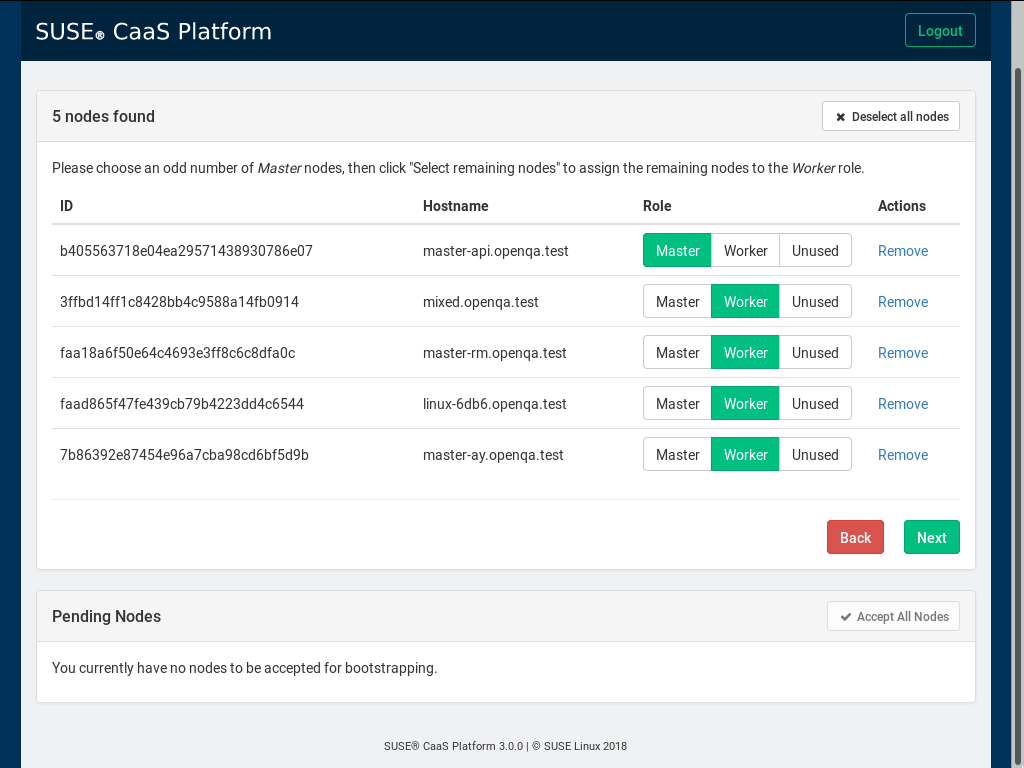 SUSE® CaaS Platform
Logout
5 nodes found
✖ Deselect all nodes
Please choose an odd number of Master nodes, then click "Select remaining nodes" to assign the remaining nodes to the Worker role.
ID Hostname Role Actions
b405563718e04ea29571438930786e07 master-api.openqa.test Master Worker Unused Remove
3ffbd14ff1c8428bb4c9588a14fb0914 mixed.openqa.test Master Worker Unused Remove
faa18a6f50e64c4693e3ff8c6c8dfa0c master-rm.openqa.test Master Worker Unused Remove
faad865f47fe439cb79b4223dd4c6544 linux-6db6.openqa.test Master Worker Unused Remove
7b86392e87454e96a7cba98cd6bf5d9b master-ay.openqa.test Master Worker Unused Remove
Back Next
Pending Nodes
✔ Accept All Nodes
You currently have no nodes to be accepted for bootstrapping.
SUSE® CaaS Platform 3.0.0 | © SUSE Linux 2018